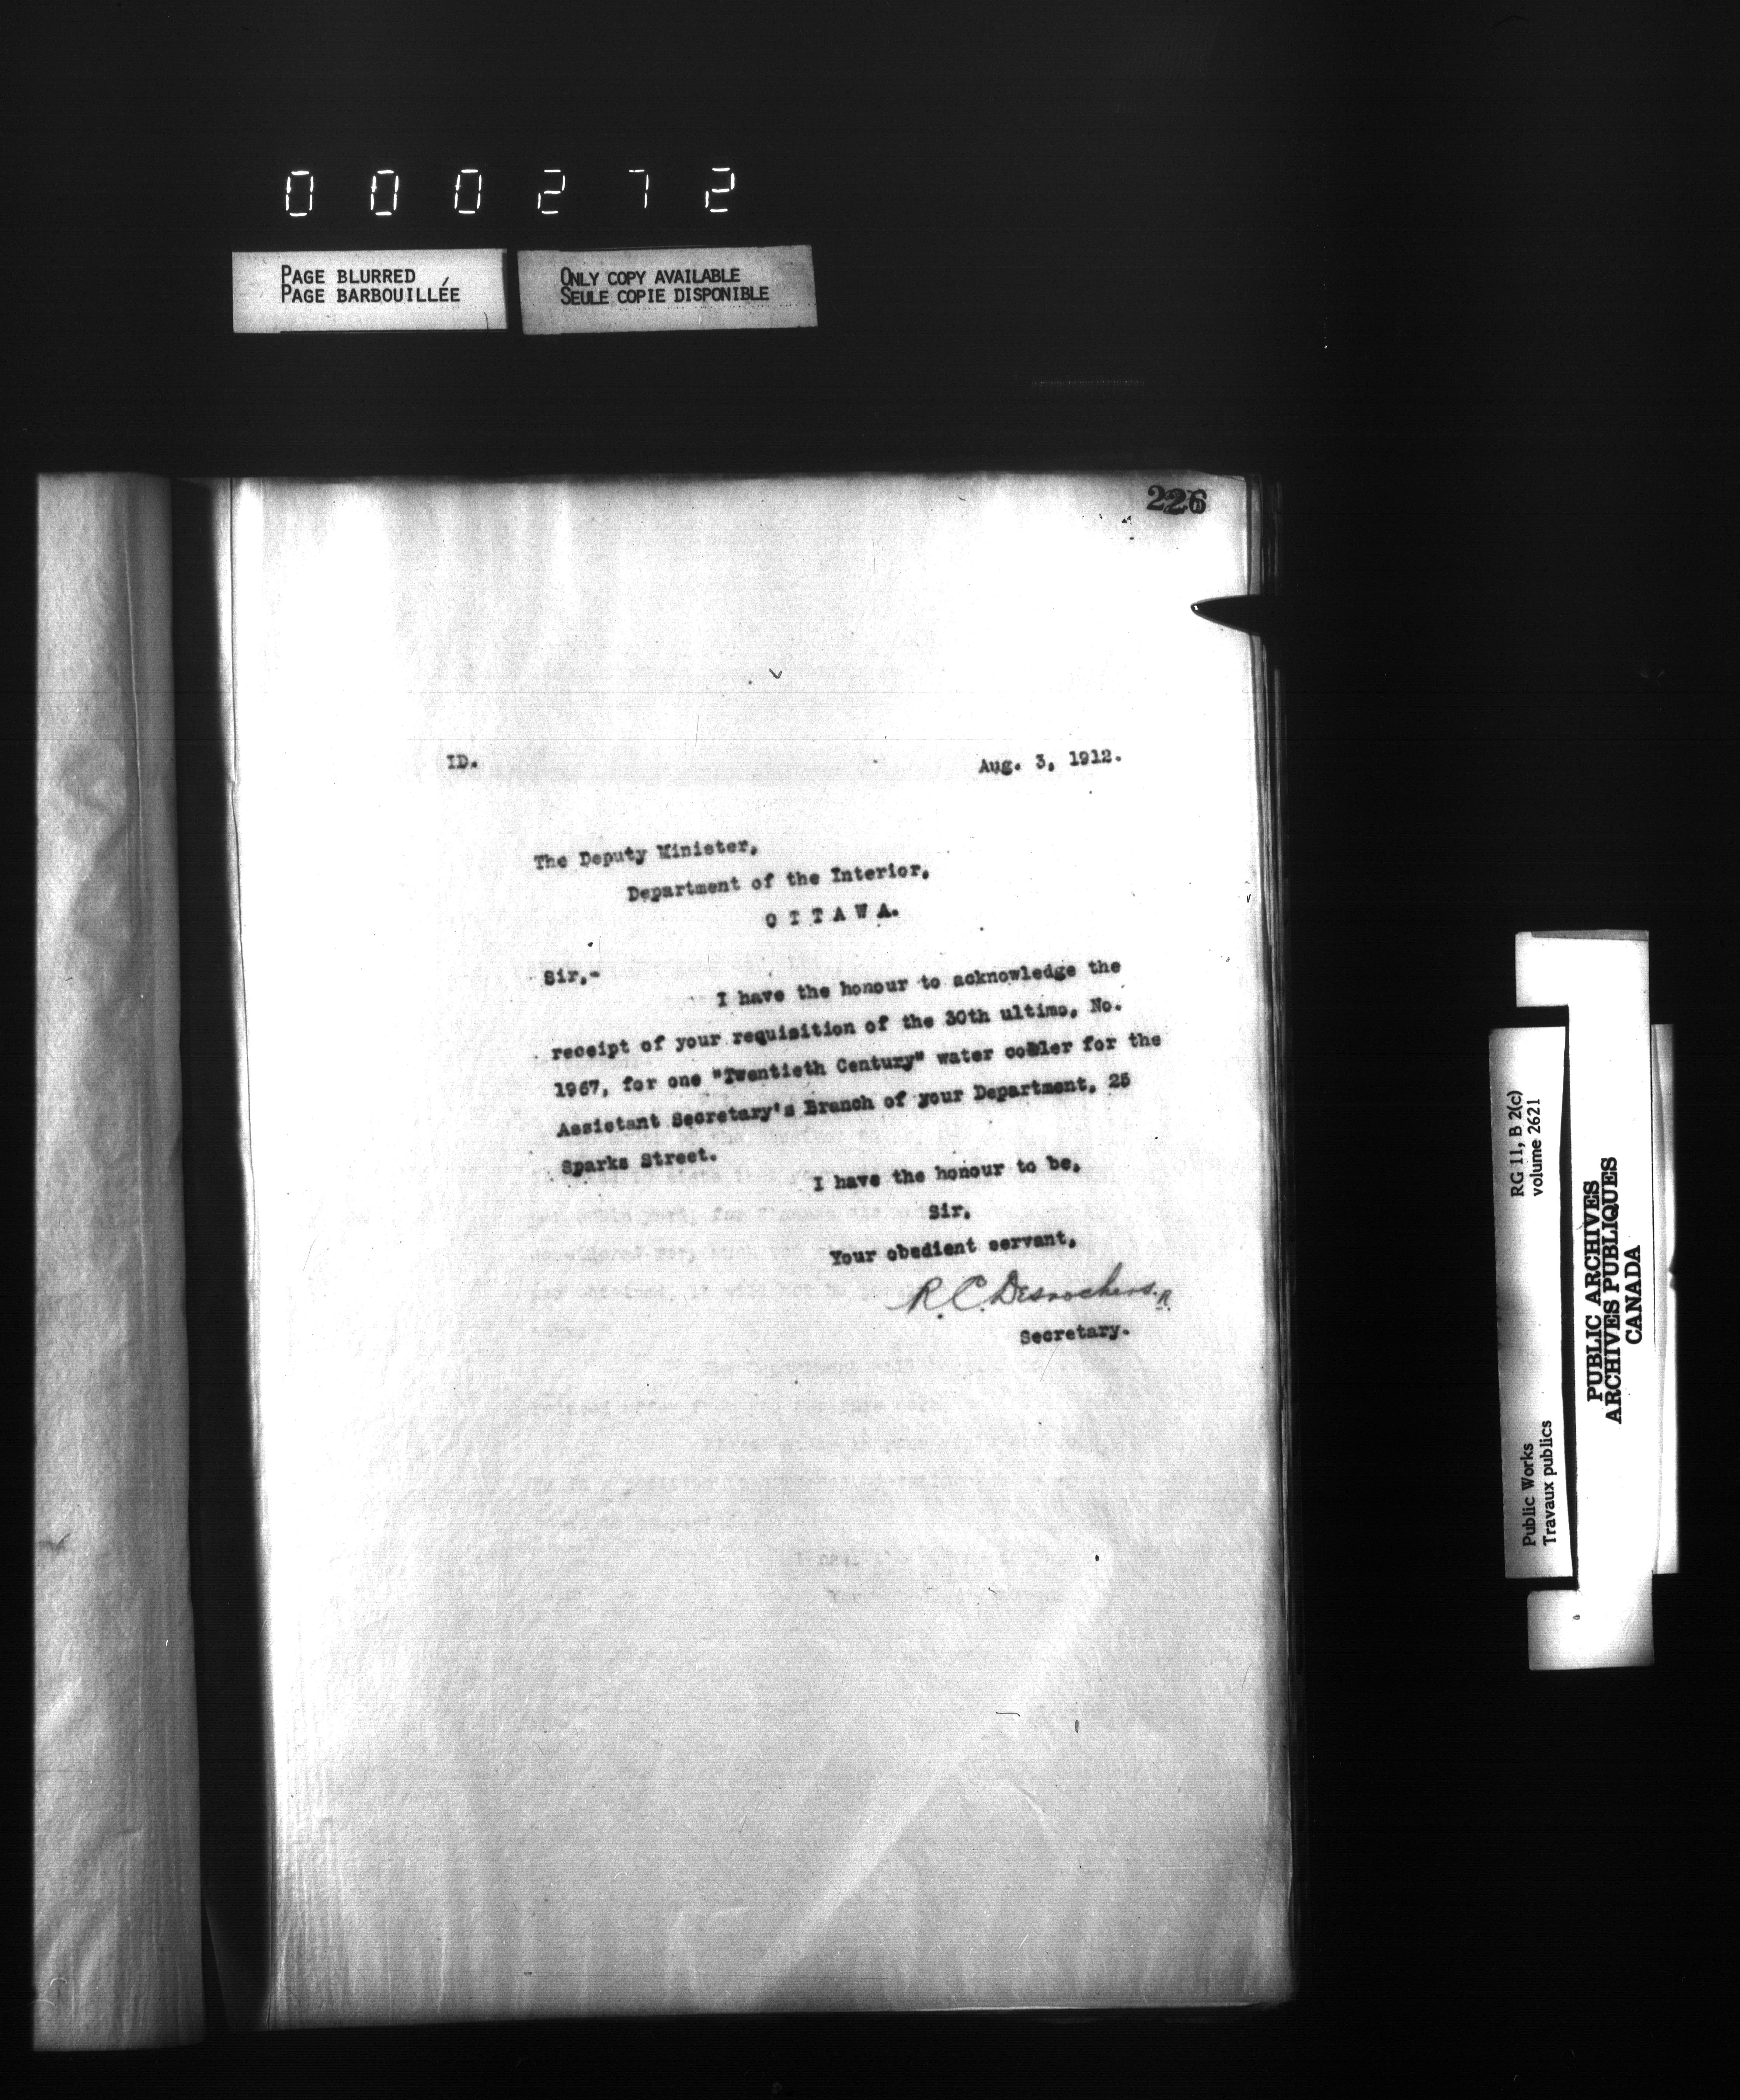 000272
PAGE BLURRED
PAGE BARBOUILLÉE
ONLY COPY AVAILABLE
SEULE COPIE DISPONIBLE
226
ID.
Aug. 3, 1912.
The Deputy Minister,
Department of the Interior,
OTTAWA.
Sir,-
I have the honour to acknowledge the
receipt of your requisition of the 30th ultimo, No.
1967, for one "Twentieth Century" water cooler for the
Assistant Secretary's Branch of your Department, 25
Sparks Street.
I have the honour to be,
Sir,
Your obedient servant,
R. C. Desrochers.
Secretary.
RG 11, B 2(c)
volume 2621
Public Works
Travaux publics
PUBLIC ARCHIVES
ARCHIVES PUBLIQUES
CANADA